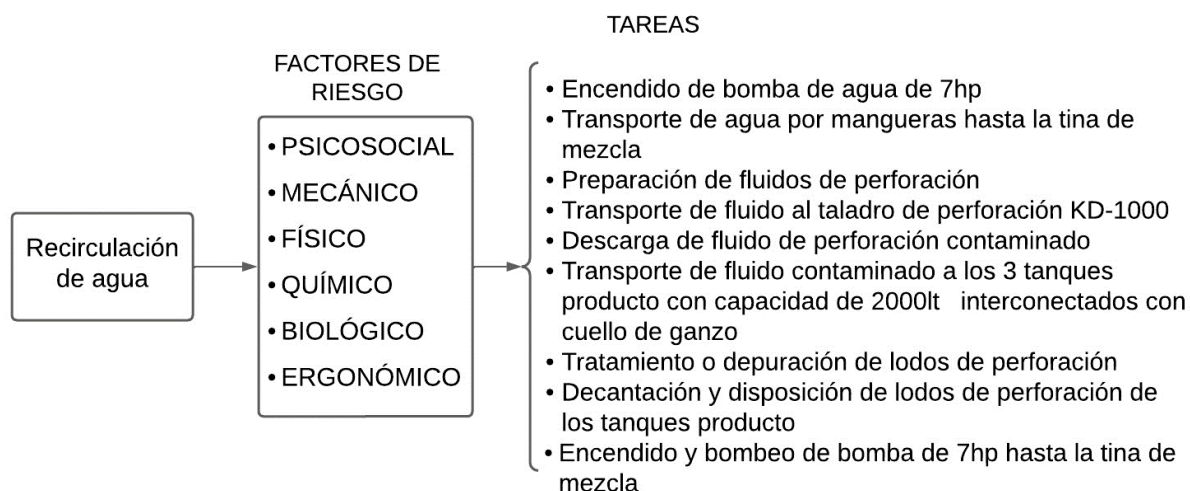 Recirculación
de agua
FACTORES DE
RIESGO
• PSICOSOCIAL
• MECÁNICO
• FÍSICO
• QUÍMICO
• BIOLÓGICO
• ERGONÓMICO
TAREAS
• Encendido de bomba de agua de 7hp
• Transporte de agua por mangueras hasta la tina de
mezcla
• Preparación de fluidos de perforación
• Transporte de fluido al taladro de perforación KD-1000
• Descarga de fluido de perforación contaminado
• Transporte de fluido contaminado a los 3 tanques
producto con capacidad de 2000lt interconectados con
cuello de ganzo
• Tratamiento o depuración de lodos de perforación
• Decantación y disposición de lodos de perforación de
los tanques producto
• Encendido y bombeo de bomba de 7hp hasta la tina de
mezcla